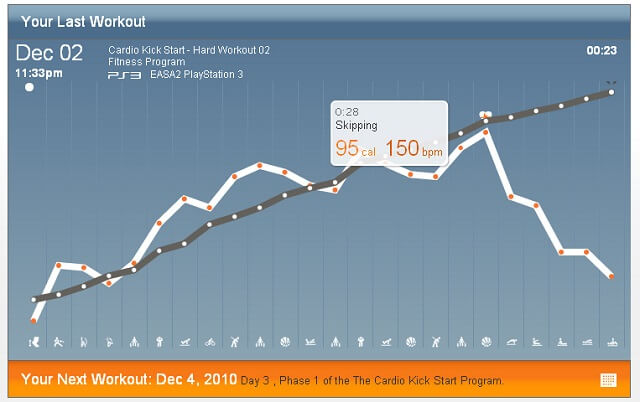 Your Last Workout
Dec 02
11:33pm
Cardio Kick Start - Hard Workout 02
Fitness Program
PS3 EASA2 PlayStation 3
00:23
0:28
Skipping
95 cal 150 bpm
Your Next Workout: Dec 4, 2010 Day 3 , Phase 1 of the The Cardio Kick Start Program.